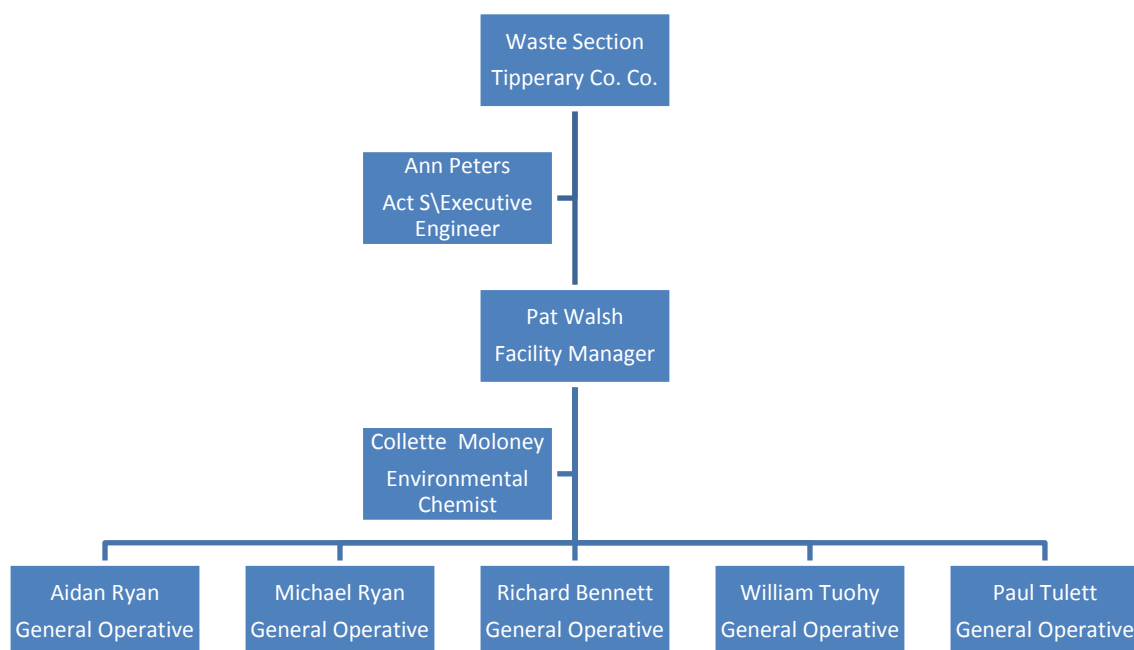 Waste Section
Tipperary Co. Co.
Ann Peters
Act S\Executive
Engineer
Pat Walsh
Facility Manager
Collette  Moloney
Environmental
Chemist
Aidan Ryan
General Operative
Michael Ryan
General Operative
Richard Bennett
General Operative
William Tuohy
General Operative
Paul Tulett
General Operative